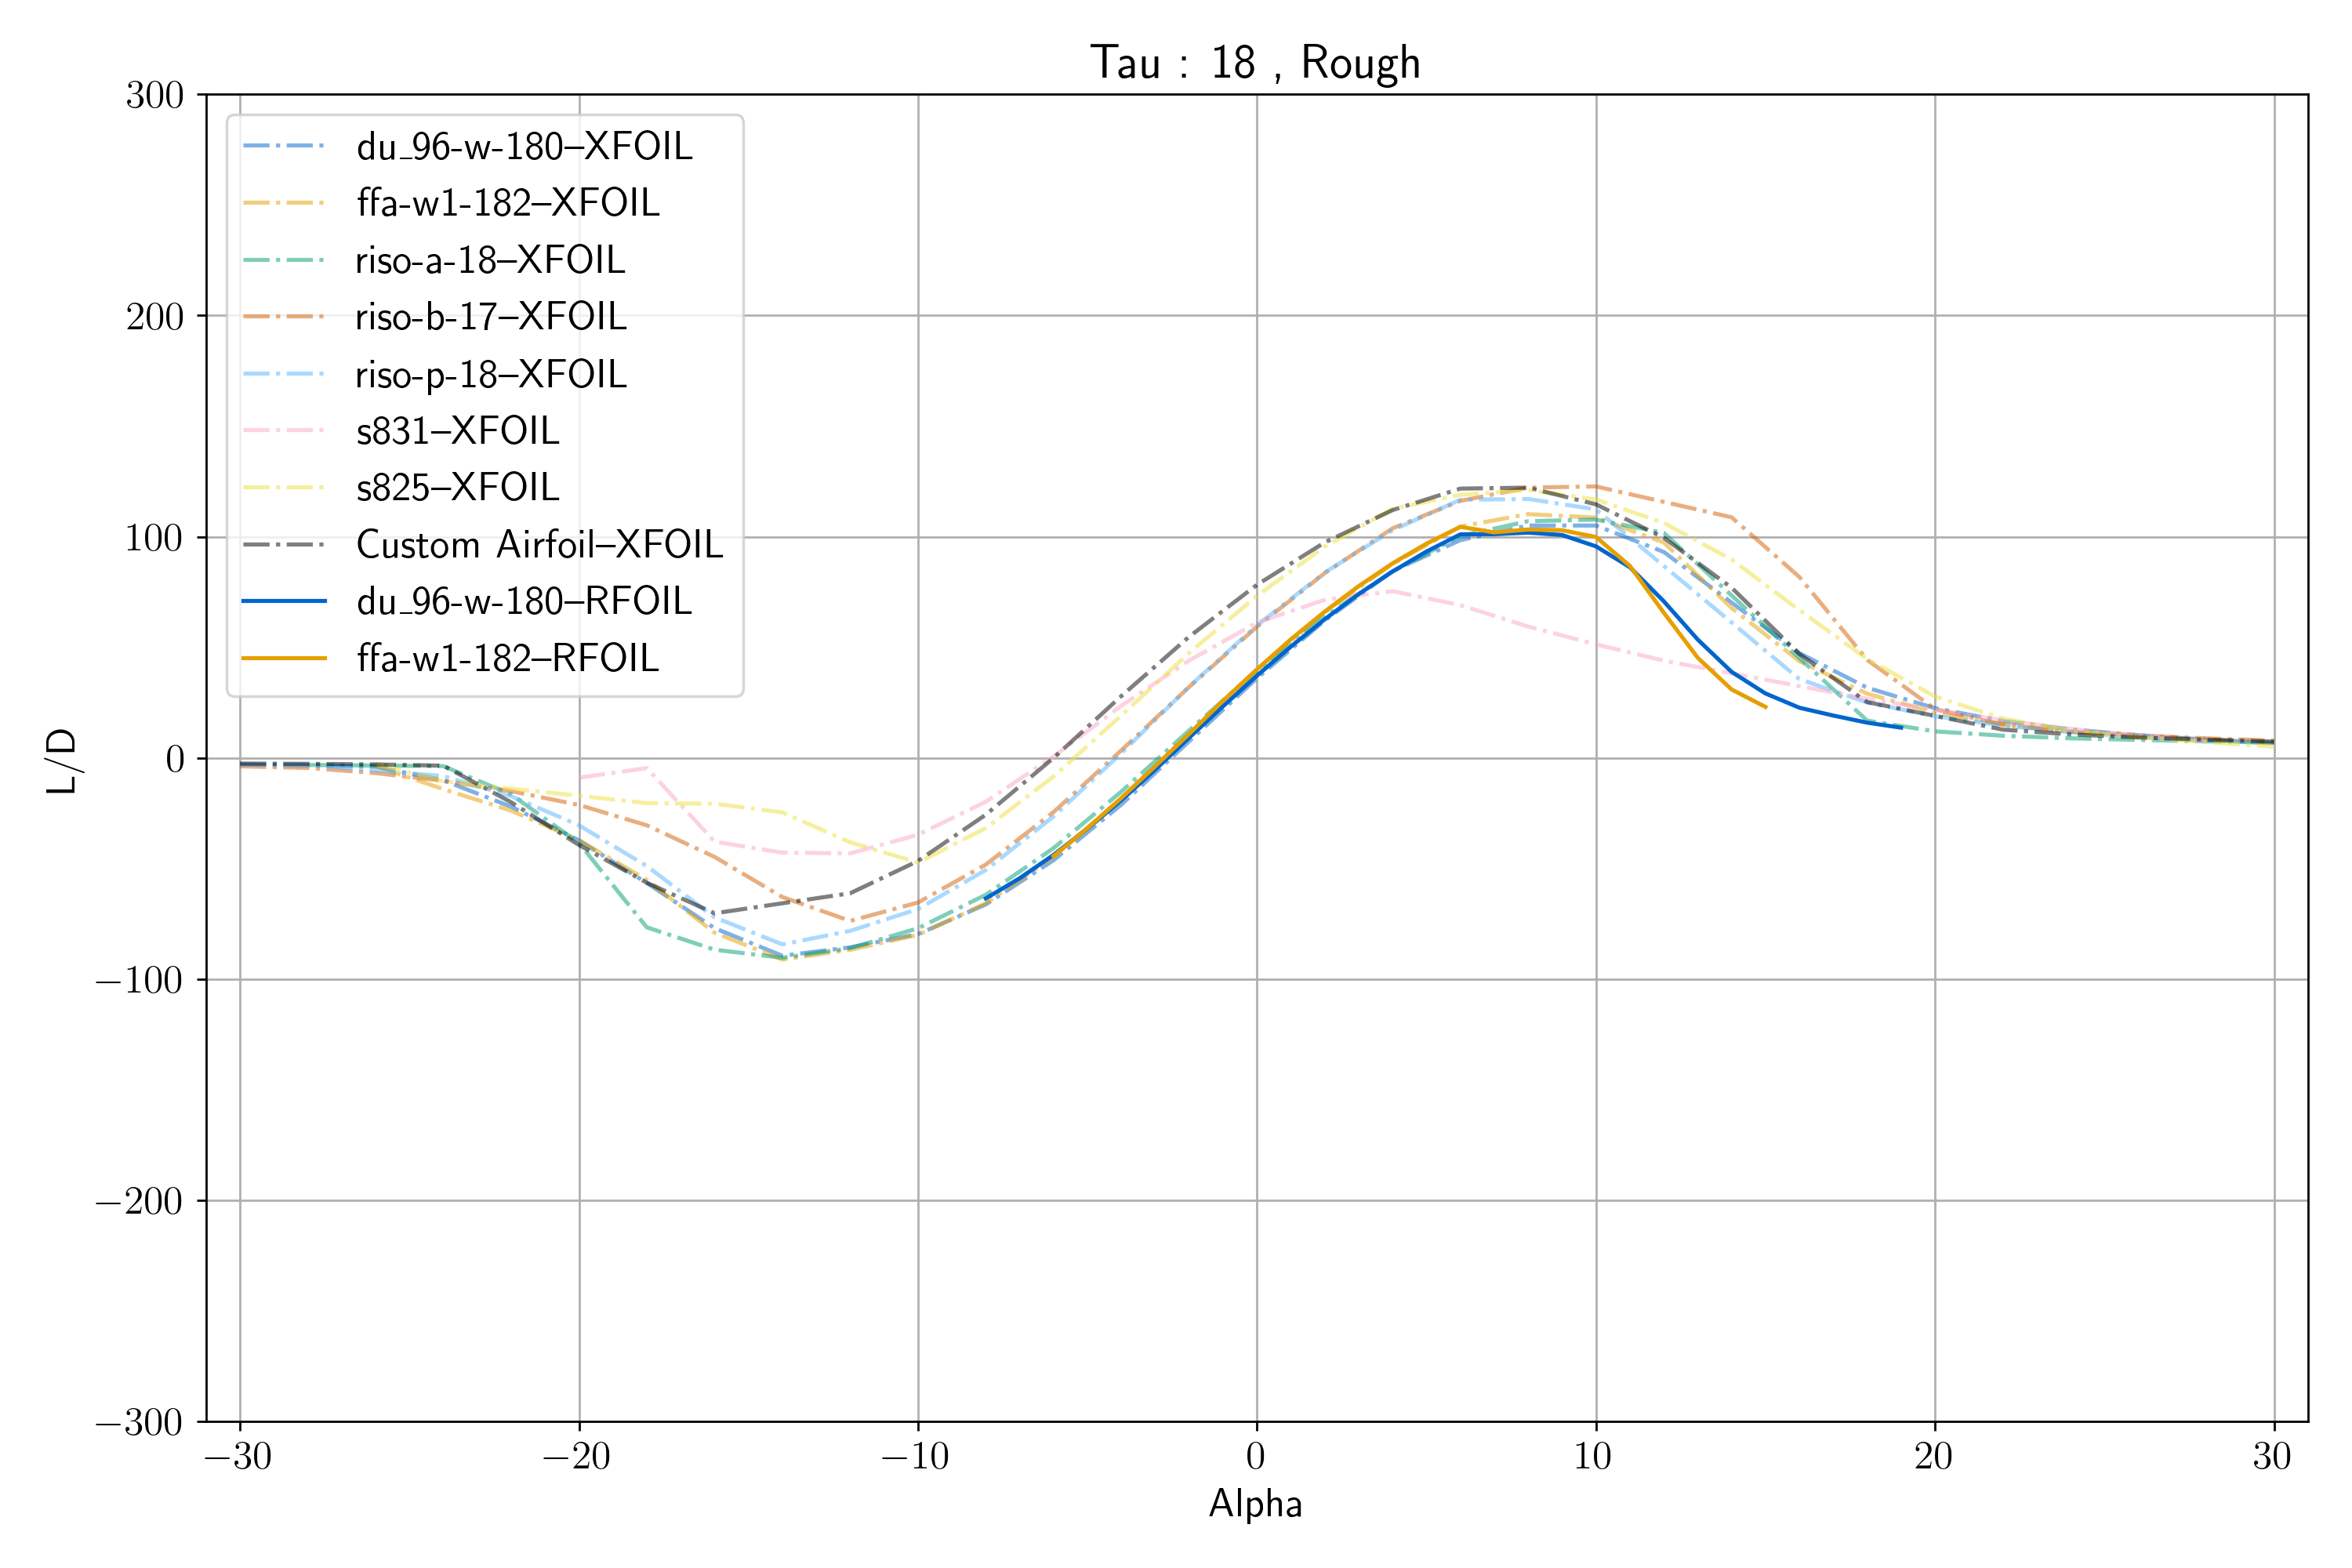 Tau : 18 , Rough
300
200
100
0
−100
−200
−300
L/D
du_96-w-180–XFOIL
ffa-w1-182–XFOIL
riso-a-18–XFOIL
riso-b-17–XFOIL
riso-p-18–XFOIL
s831–XFOIL
s825–XFOIL
Custom Airfoil–XFOIL
du_96-w-180–RFOIL
ffa-w1-182–RFOIL
−30 −20 −10 0 10 20 30
Alpha